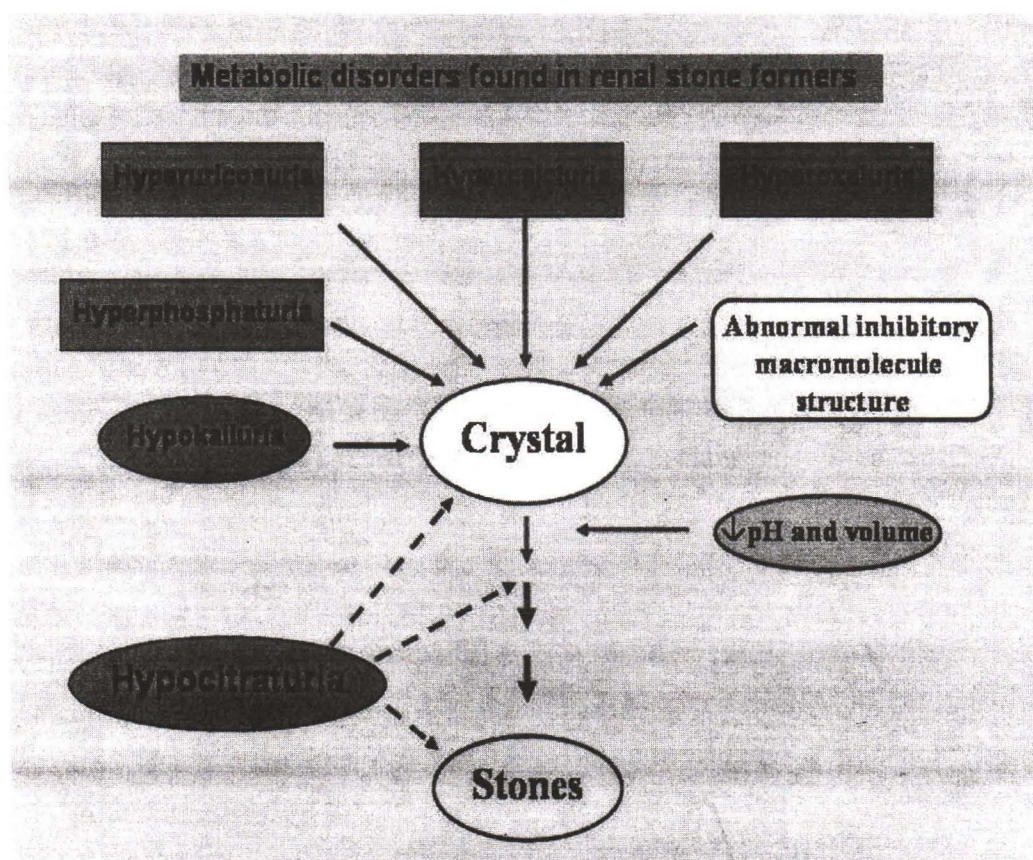 Metabolic disorders found in renal stone formers
Hyperuricosuria
Hypercalciuria
Hyperoxaluria
Hyperphosphaturia
Abnormal inhibitory
macromolecule
structure
Hypokaliuria
Crystal
↓pH and volume
Hypocitraturia
Stones